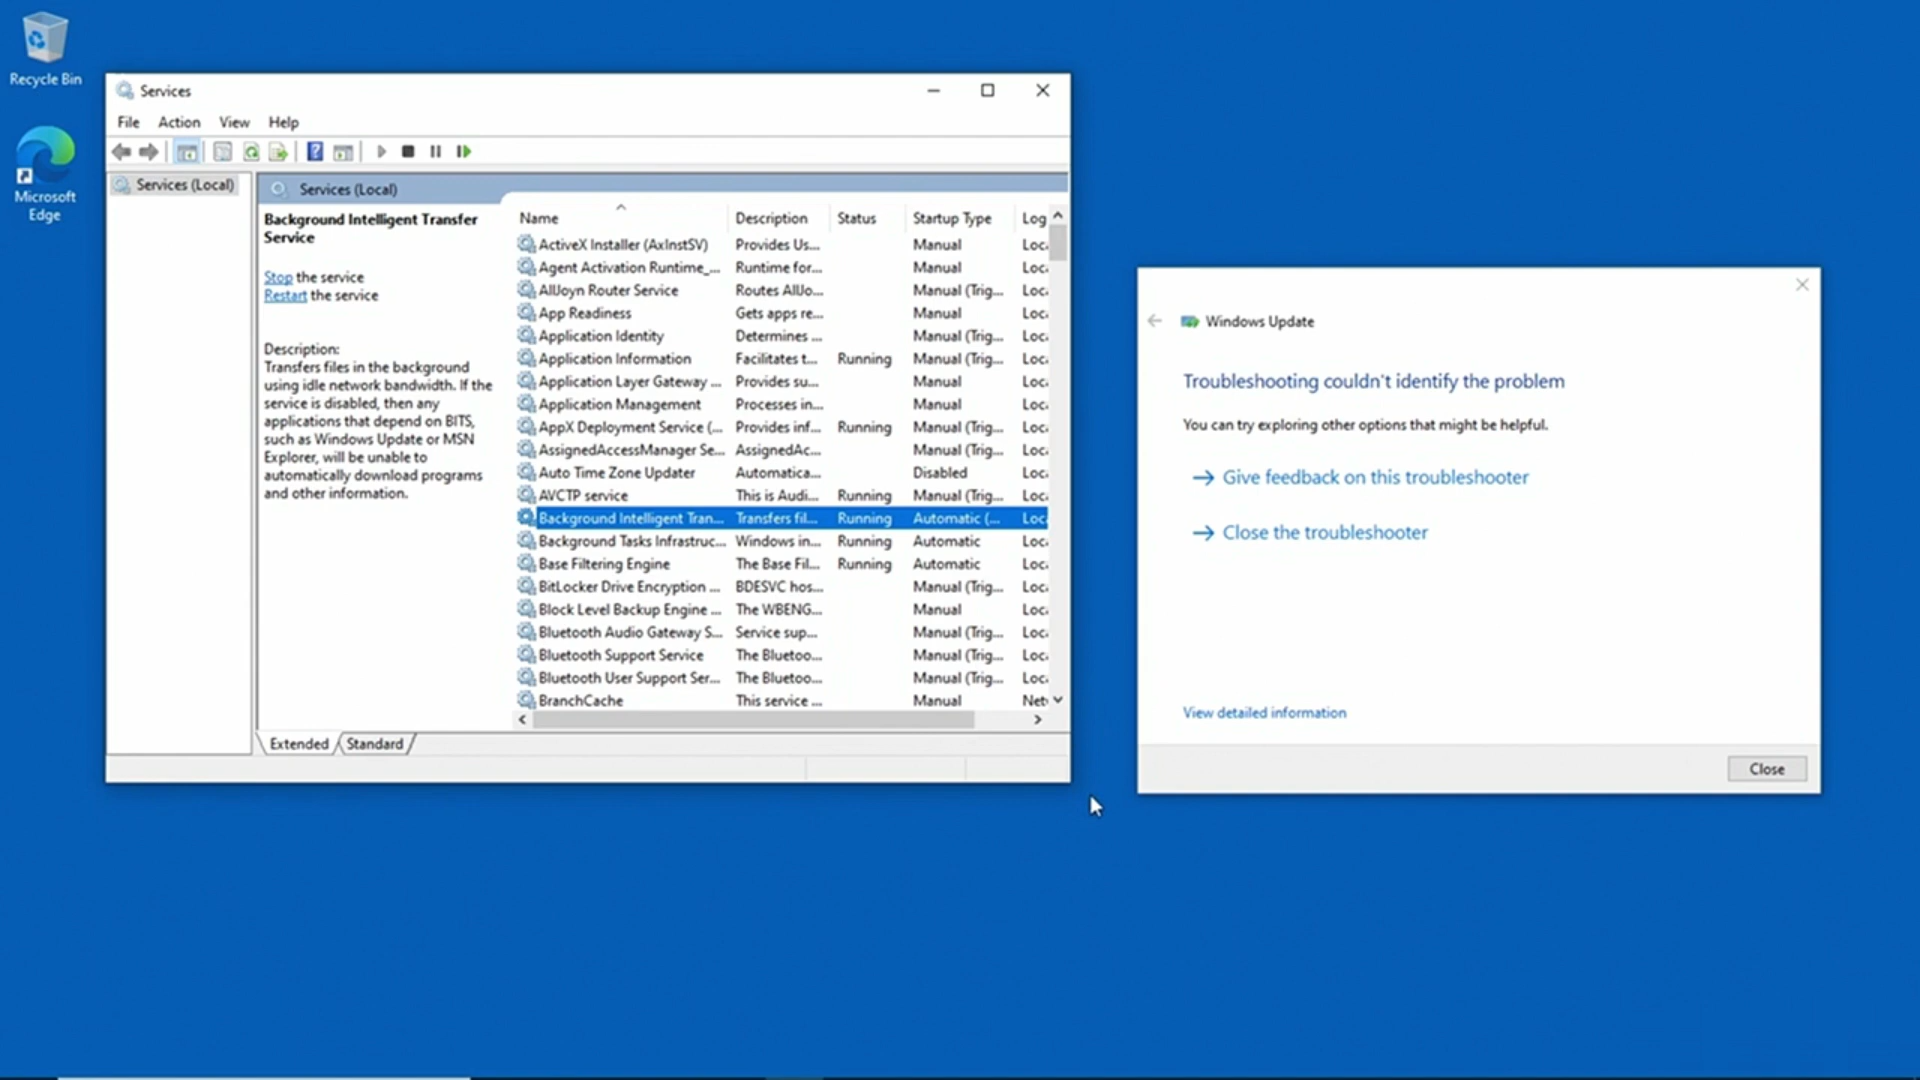 Recycle Bin
Microsoft
Edge
Services
File Action View Help
Services (Local)
Services (Local)
Background Intelligent Transfer
Service
Stop the service
Restart the service
Description:
Transfers files in the background
using idle network bandwidth. If the
service is disabled, then any
applications that depend on BITS,
such as Windows Update or MSN
Explorer, will be unable to
automatically download programs
and other information.
Name Description Status Startup Type Log
ActiveX Installer (AxInstSV) Provides Us... Manual Loc
Agent Activation Runtime_... Runtime for... Manual Loc
AllJoyn Router Service Routes AllJo... Manual (Trig... Loc
App Readiness Gets apps re... Manual Loc
Application Identity Determines ... Manual (Trig... Loc
Application Information Facilitates t... Running Manual (Trig... Loc
Application Layer Gateway ... Provides su... Manual Loc
Application Management Processes in... Manual Loc
AppX Deployment Service (... Provides inf... Running Manual (Trig... Loc
AssignedAccessManager Se... AssignedAc... Manual (Trig... Loc
Auto Time Zone Updater Automatica... Disabled Loc
AVCTP service This is Audi... Running Manual (Trig... Loc
Background Intelligent Tran... Transfers fil... Running Automatic (... Loc
Background Tasks Infrastruc... Windows in... Running Automatic Loc
Base Filtering Engine The Base Fil... Running Automatic Loc
BitLocker Drive Encryption ... BDESVC hos... Manual (Trig... Loc
Block Level Backup Engine ... The WBENG... Manual Loc
Bluetooth Audio Gateway S... Service sup... Manual (Trig... Loc
Bluetooth Support Service The Bluetoo... Manual (Trig... Loc
Bluetooth User Support Ser... The Bluetoo... Manual (Trig... Loc
BranchCache This service ... Manual Net
Extended Standard
Windows Update
Troubleshooting couldn't identify the problem
You can try exploring other options that might be helpful.
Give feedback on this troubleshooter
Close the troubleshooter
View detailed information
Close